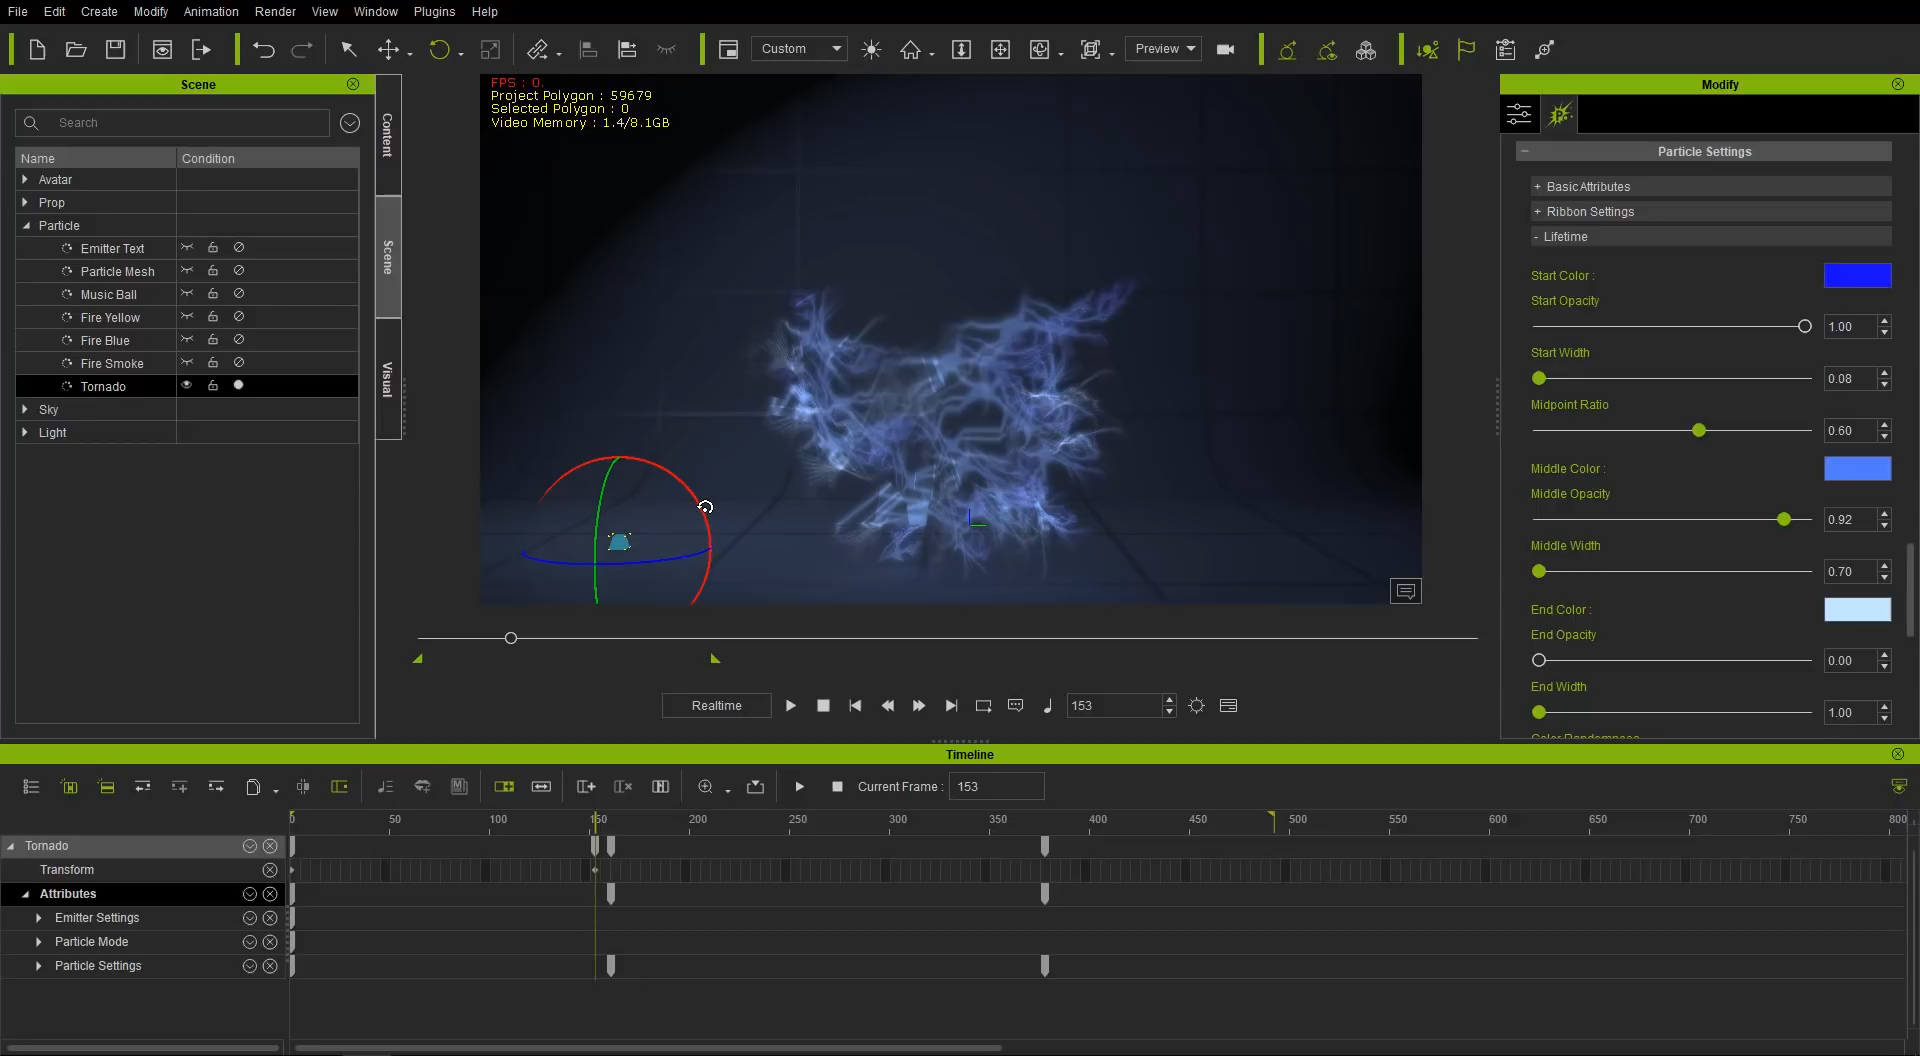 File Edit Create Modify Animation Render View Window Plugins Help
Custom
Preview
Scene
Search
Name Condition
Avatar
Prop
Particle
Emitter Text
Particle Mesh
Music Ball
Fire Yellow
Fire Blue
Fire Smoke
Tornado
Sky
Light
Content
Scene
Visual
FPS : 0.
Project Polygon : 59679
Selected Polygon : 0
Video Memory : 1.4/8.1GB
Realtime
153
Modify
- Particle Settings
+ Basic Attributes
+ Ribbon Settings
- Lifetime
Start Color :
Start Opacity
1.00
Start Width
0.08
Midpoint Ratio
0.60
Middle Color :
Middle Opacity
0.92
Middle Width
0.70
End Color :
End Opacity
0.00
End Width
1.00
Color Randomness
Timeline
Current Frame : 153
0 50 100 150 200 250 300 350 400 450 500 550 600 650 700 750 800
Tornado
Transform
Attributes
Emitter Settings
Particle Mode
Particle Settings